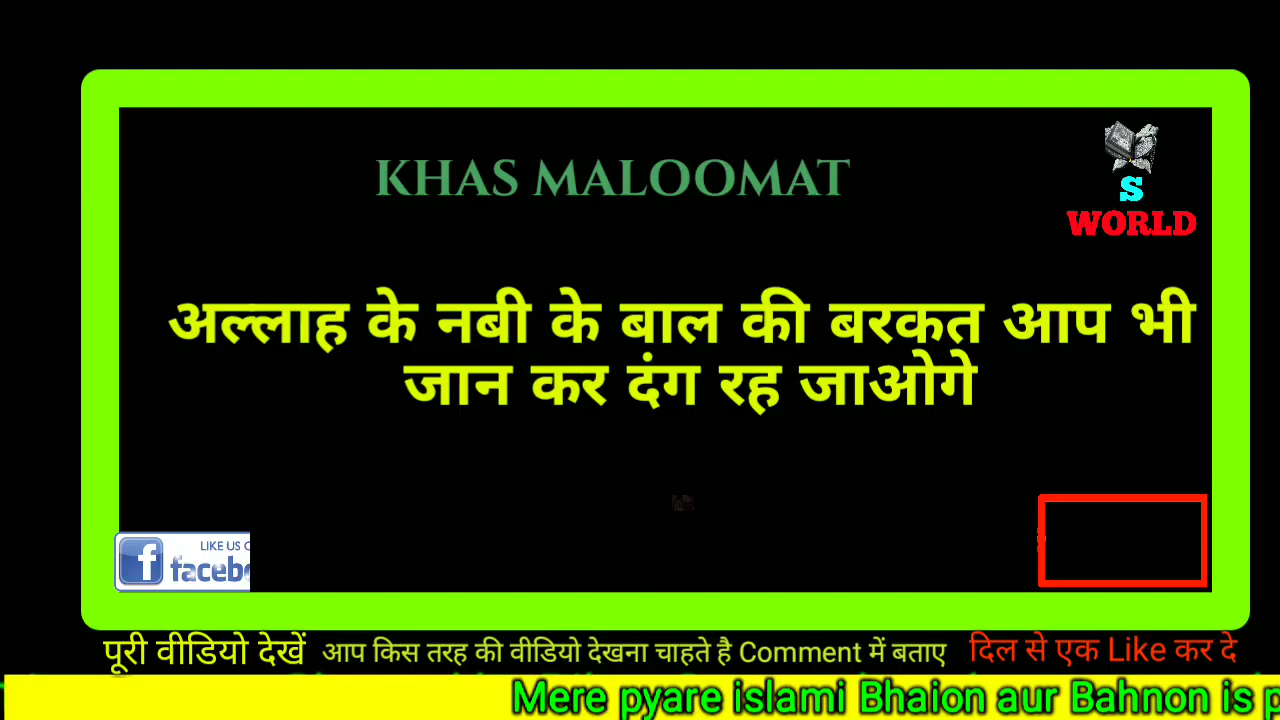 KHAS MALOOMAT
S
WORLD
अल्लाह के नबी के बाल की बरकत आप भी
जान कर दंग रह जाओगे
LIKE US
f
पूरी वीडियो देखें आप किस तरह की वीडियो देखना चाहते है Comment में बताए दिल से एक Like कर दे
Mere pyare islami Bhaion aur Bahnon is